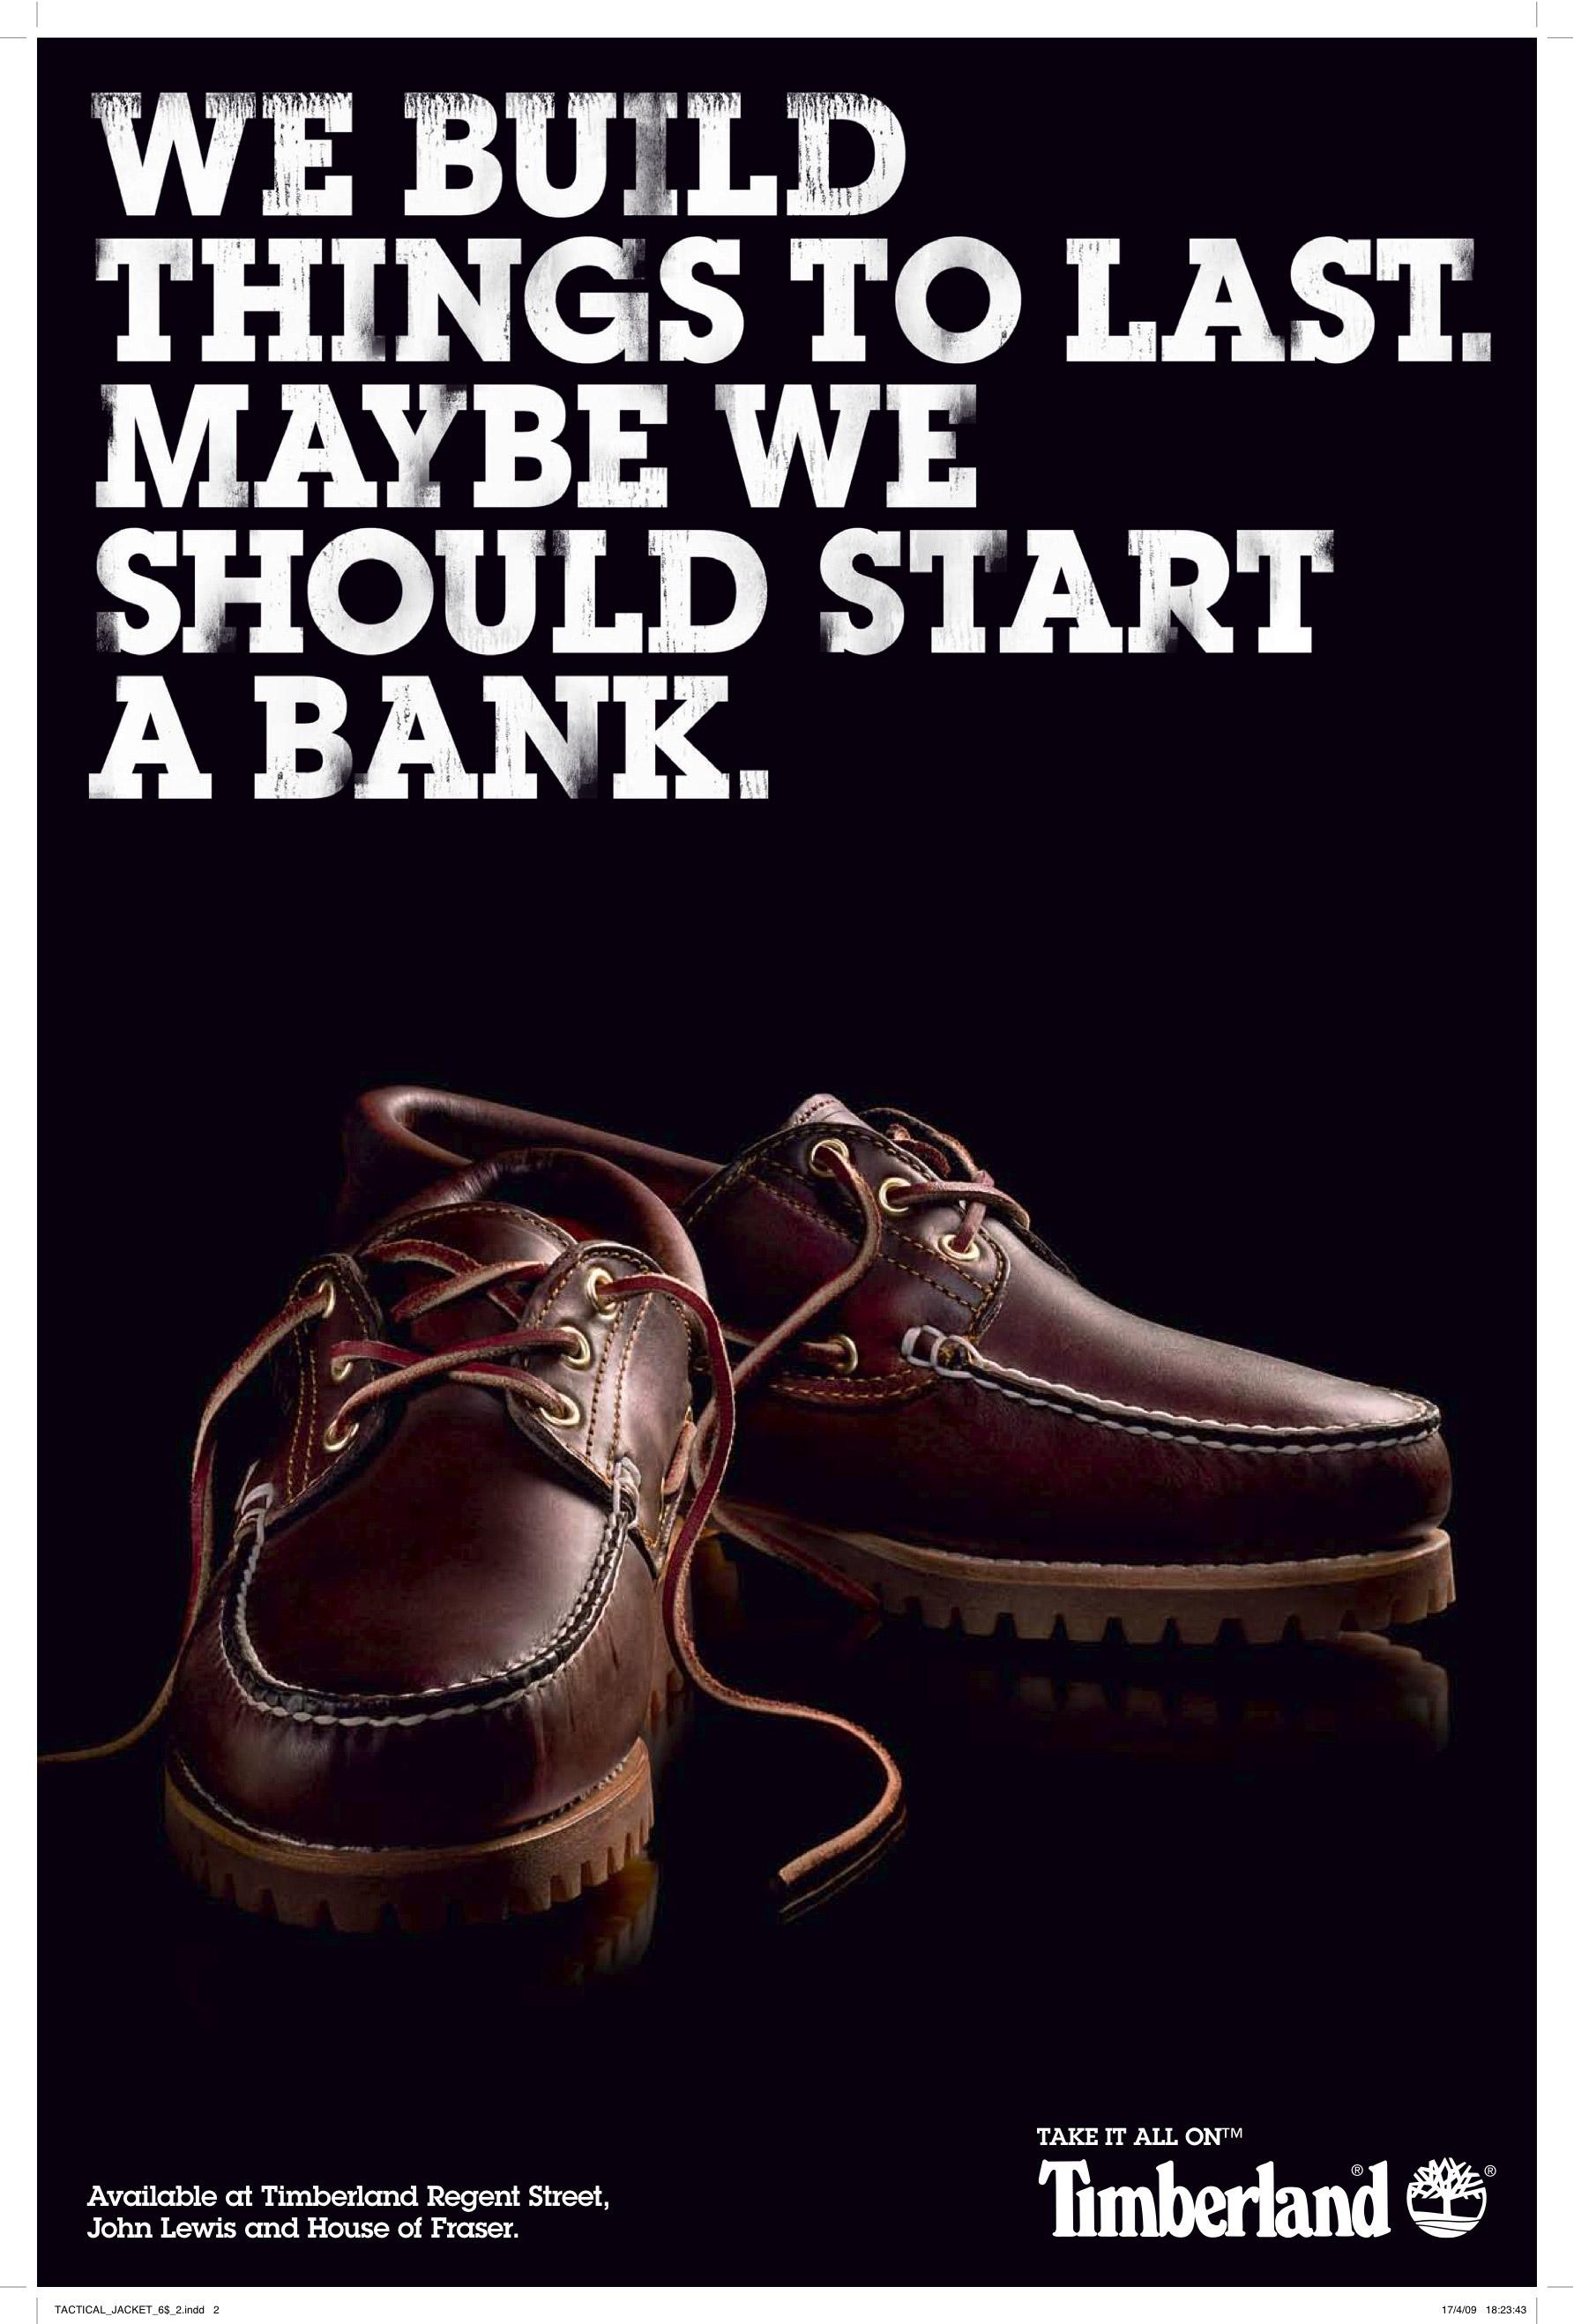 WE BUILD
THINGS TO LAST.
MAYBE WE
SHOULD START
A BANK.
TAKE IT ALL ON™
Timberland® ®
Available at Timberland Regent Street,
John Lewis and House of Fraser.
TACTICAL_JACKET_6$_2.indd 2 17/4/09 18:23:43